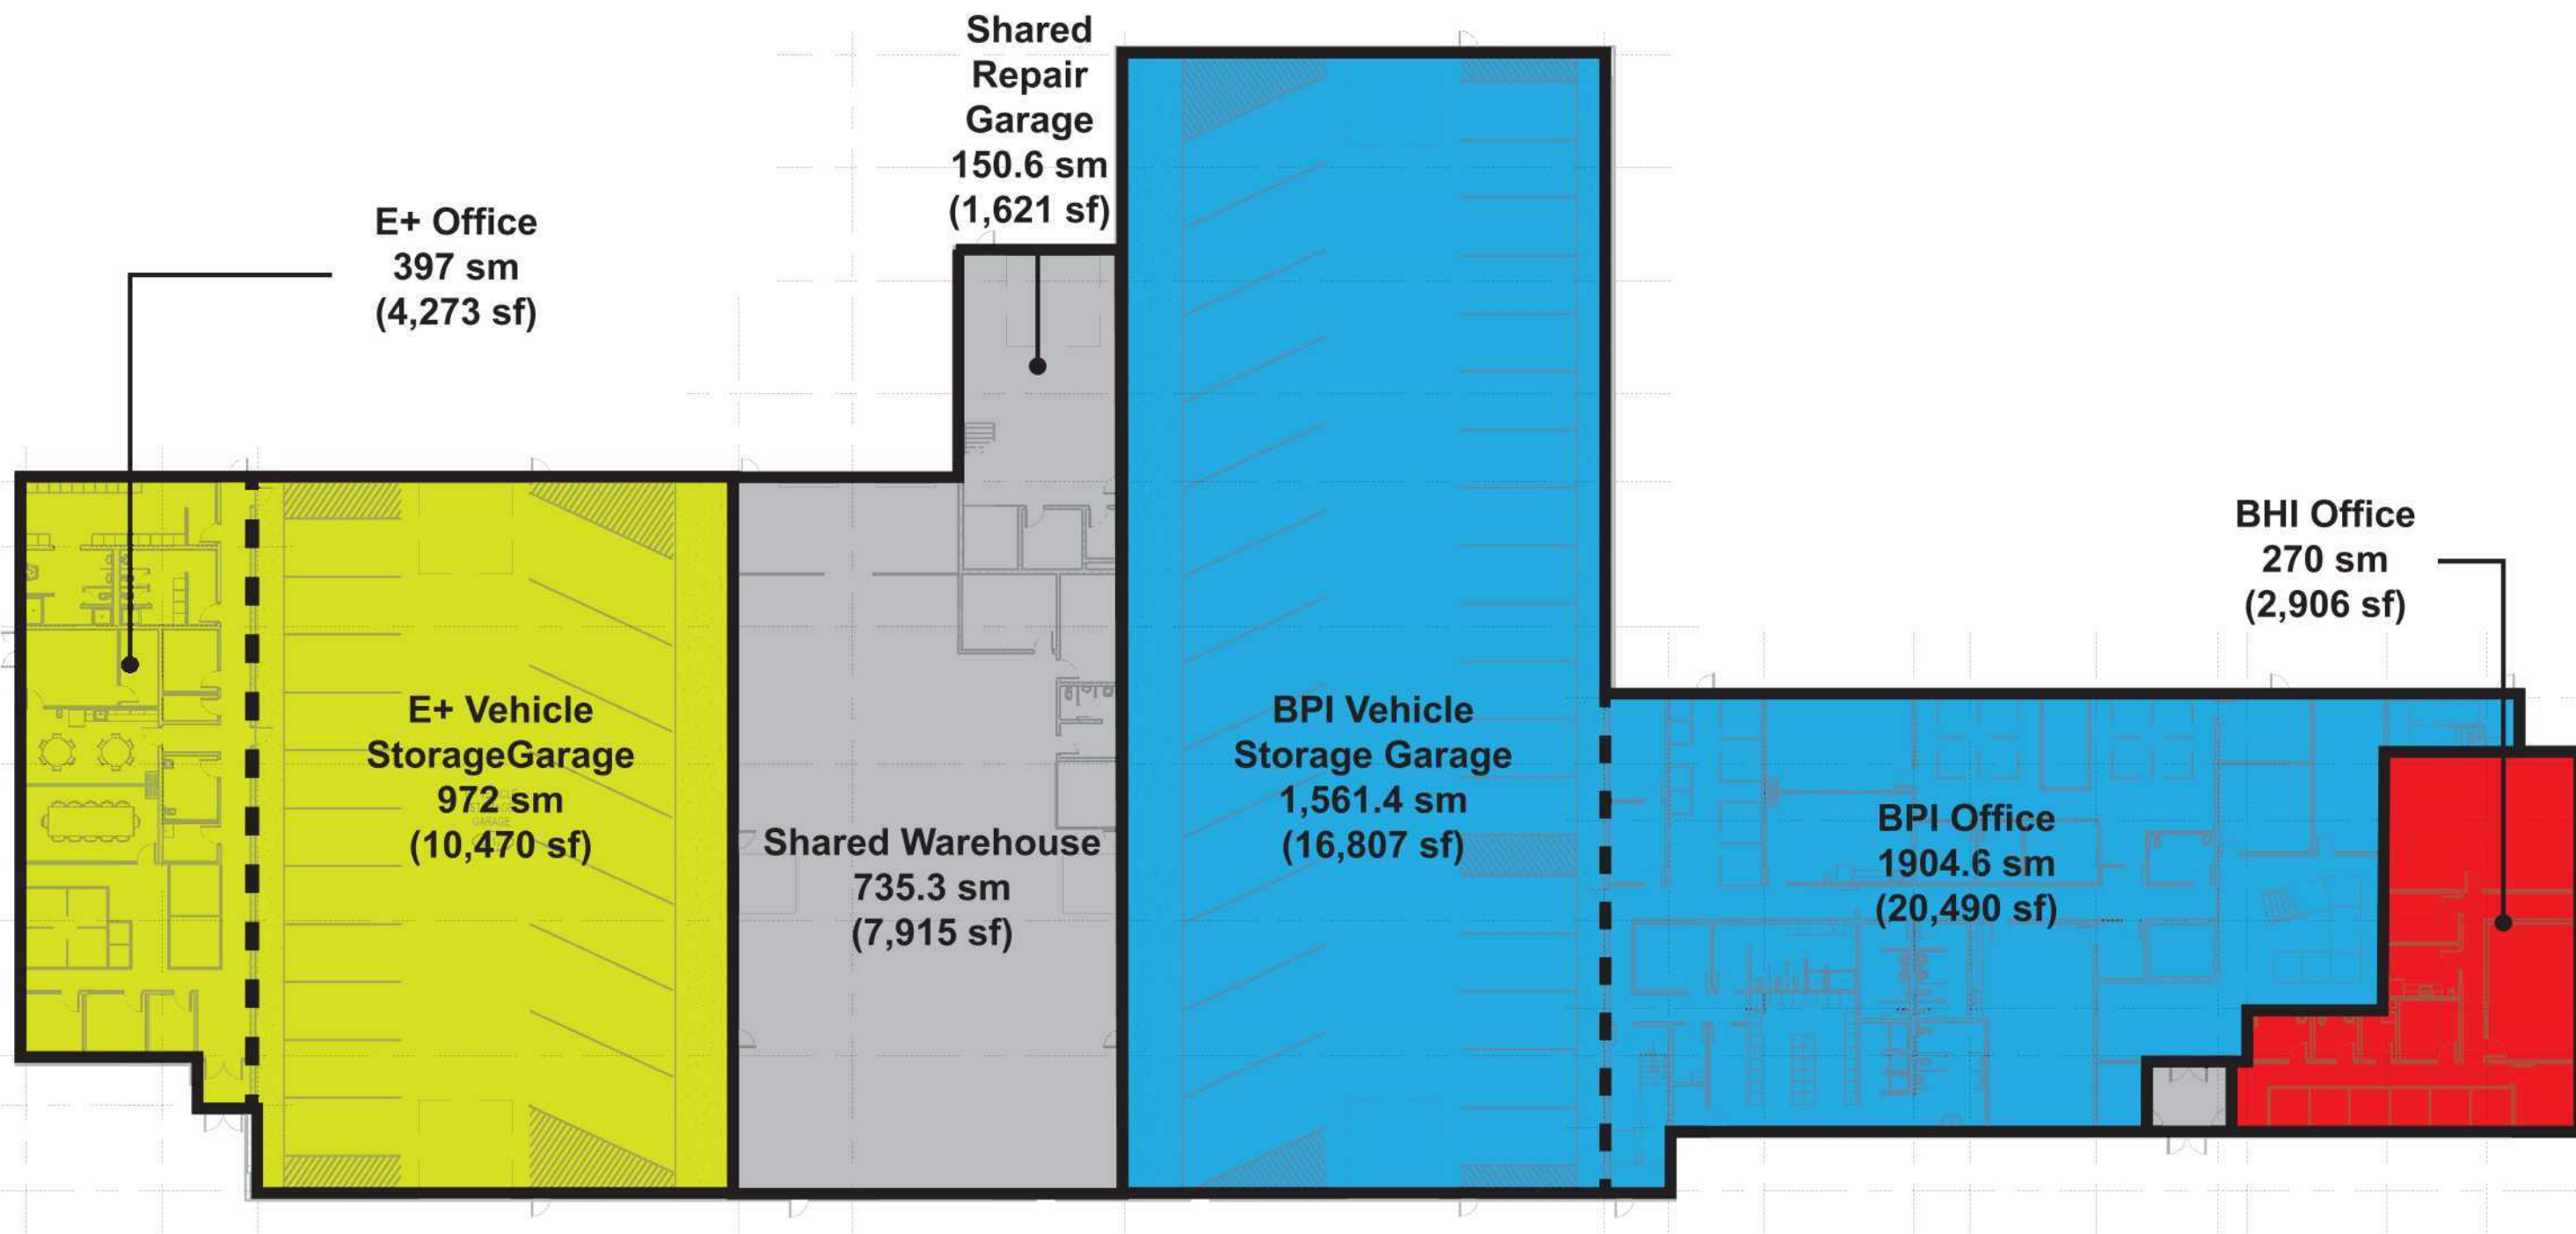 Shared
Repair
Garage
150.6 sm
(1,621 sf)
E+ Office
397 sm
(4,273 sf)
BHI Office
270 sm
(2,906 sf)
E+ Vehicle
StorageGarage
972 sm
(10,470 sf)
Shared Warehouse
735.3 sm
(7,915 sf)
BPI Vehicle
Storage Garage
1,561.4 sm
(16,807 sf)
BPI Office
1904.6 sm
(20,490 sf)
GARAGE